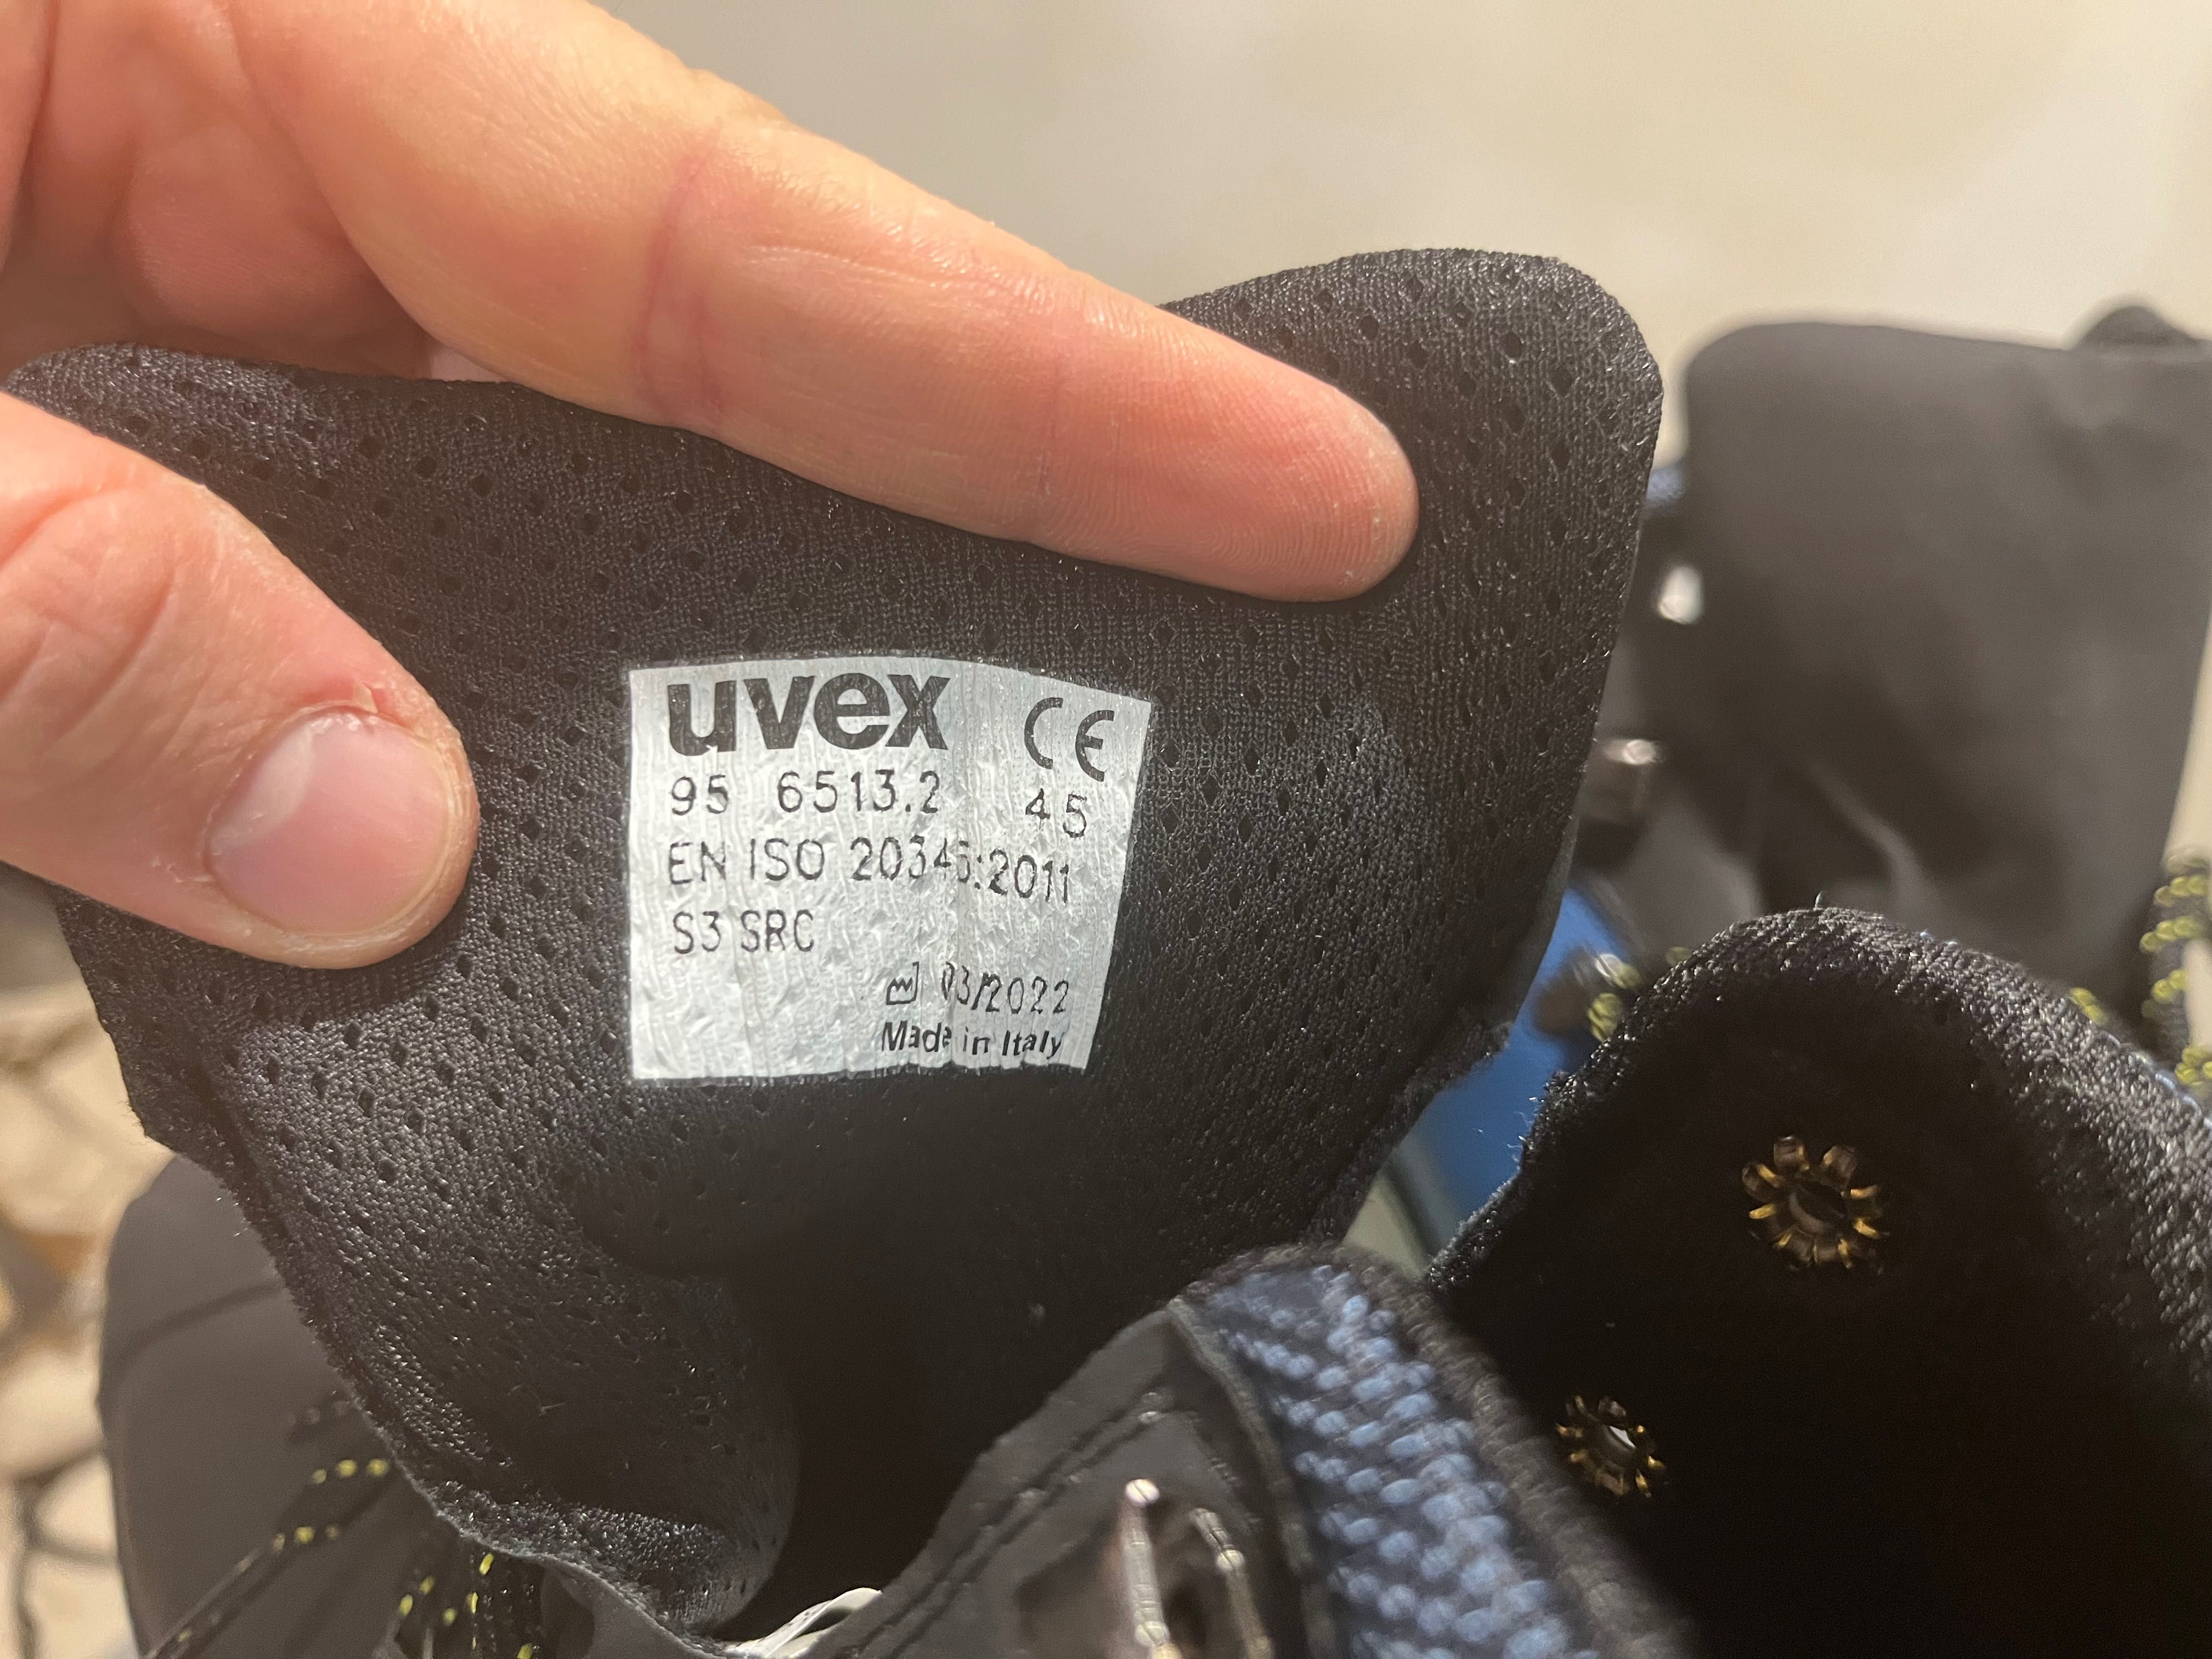 uvex CE
95 6513.2 45
EN ISO 20345:2011
S3 SRC
03/2022
Made in Italy